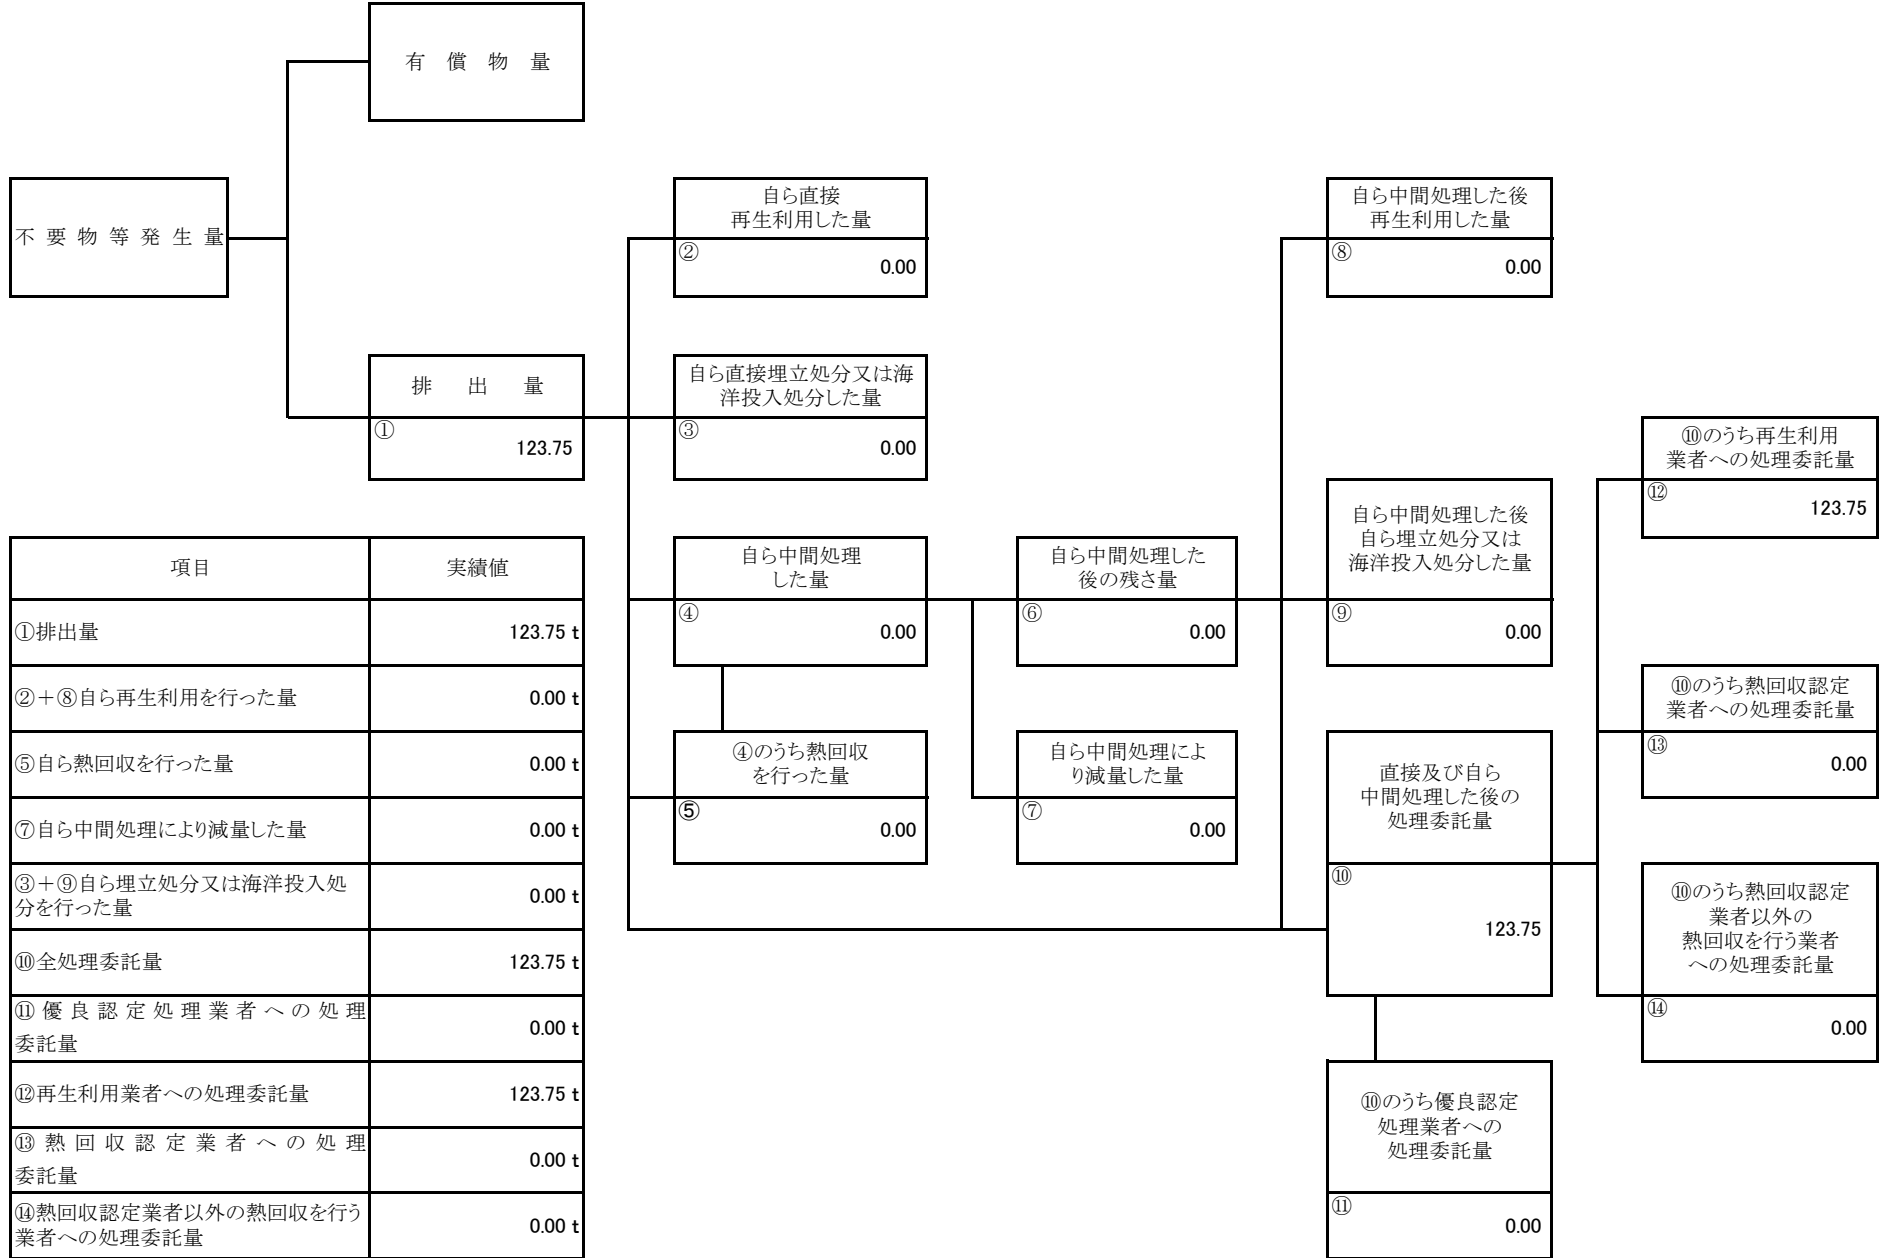 有償物量
不要物等発生量
自ら直接
再生利用した量
②
0.00
自ら中間処理した後
再生利用した量
⑧
0.00
排出量
①
123.75
自ら直接埋立処分又は海
洋投入処分した量
③
0.00
⑩のうち再生利用
業者への処理委託量
⑫
123.75
自ら中間処理した後
自ら埋立処分又は
海洋投入処分した量
⑨
0.00
自ら中間処理
した量
④
0.00
自ら中間処理した
後の残さ量
⑥
0.00
⑩のうち熱回収認定
業者への処理委託量
⑬
0.00
④のうち熱回収
を行った量
⑤
0.00
自ら中間処理によ
り減量した量
⑦
0.00
直接及び自ら
中間処理した後の
処理委託量
⑩
123.75
⑩のうち熱回収認定
業者以外の
熱回収を行う業者
への処理委託量
⑭
0.00
⑩のうち優良認定
処理業者への
処理委託量
⑪
0.00
項目 実績値
①排出量 123.75 t
②+⑧自ら再生利用を行った量 0.00 t
⑤自ら熱回収を行った量 0.00 t
⑦自ら中間処理により減量した量 0.00 t
③+⑨自ら埋立処分又は海洋投入処
分を行った量 0.00 t
⑩全処理委託量 123.75 t
⑪優良認定処理業者への処理
委託量 0.00 t
⑫再生利用業者への処理委託量 123.75 t
⑬熱回収認定業者への処理
委託量 0.00 t
⑭熱回収認定業者以外の熱回収を行う
業者への処理委託量 0.00 t